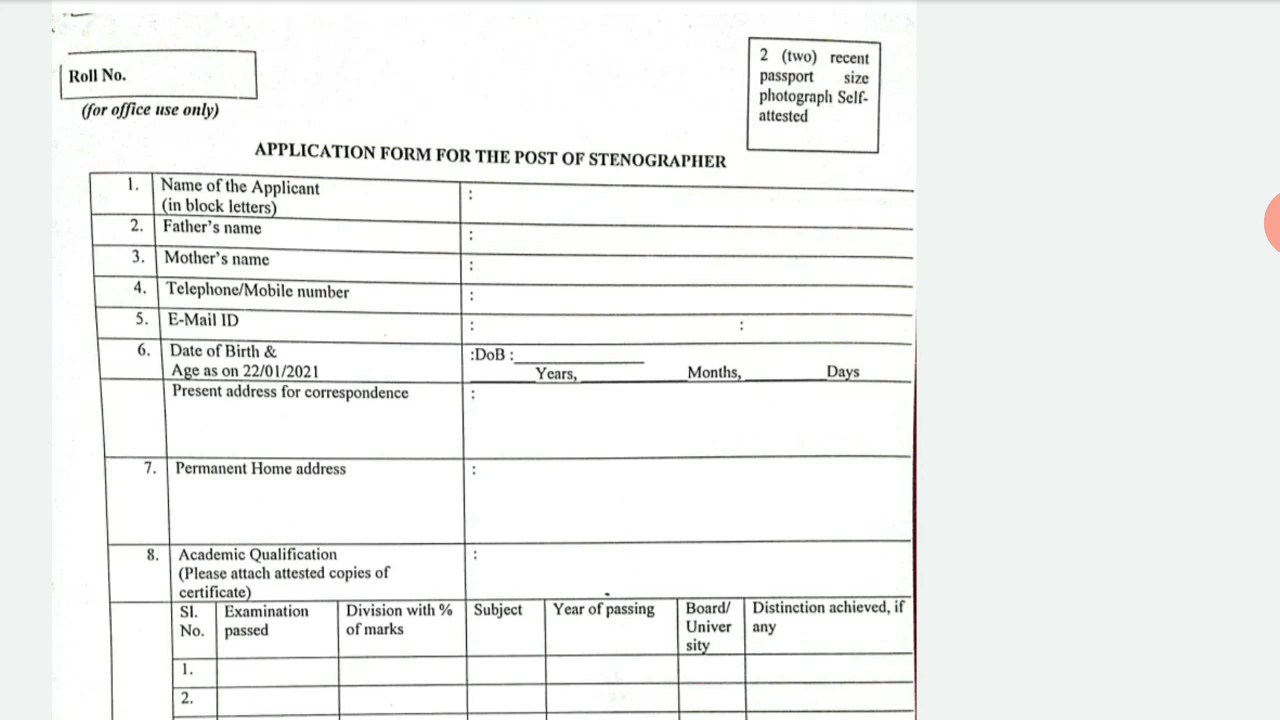 Roll No.
(for office use only)
2 (two) recent
passport size
photograph Self-
attested
APPLICATION FORM FOR THE POST OF STENOGRAPHER
1. Name of the Applicant :
(in block letters)
2. Father's name :
3. Mother's name :
4. Telephone/Mobile number :
5. E-Mail ID : :
6. Date of Birth & :DoB :
Age as on 22/01/2021 Years, Months, Days
Present address for correspondence :
7. Permanent Home address :
8. Academic Qualification :
(Please attach attested copies of
certificate)
Sl. Examination Division with % Subject Year of passing Board/ Distinction achieved, if
No. passed of marks Univer any
sity
1.
2.